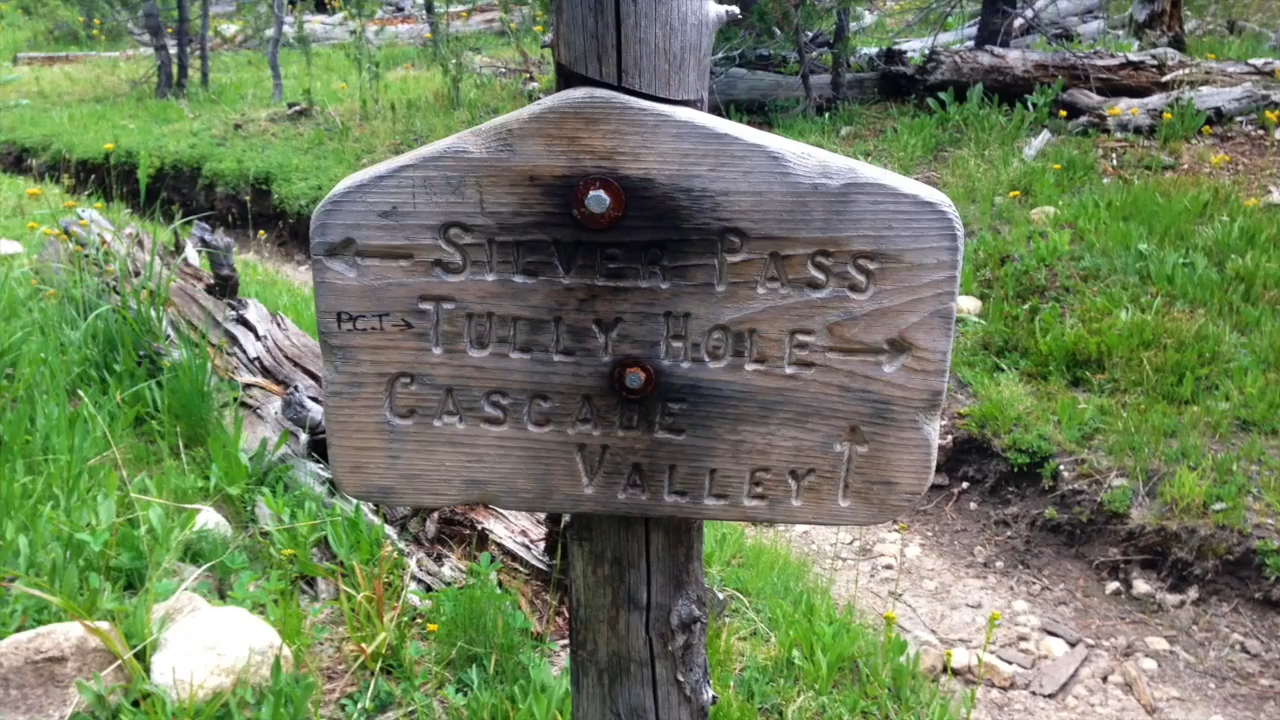 ← SILVER PASS
P.C.T→ TULLY HOLE →
CASCADE
VALLEY ↑